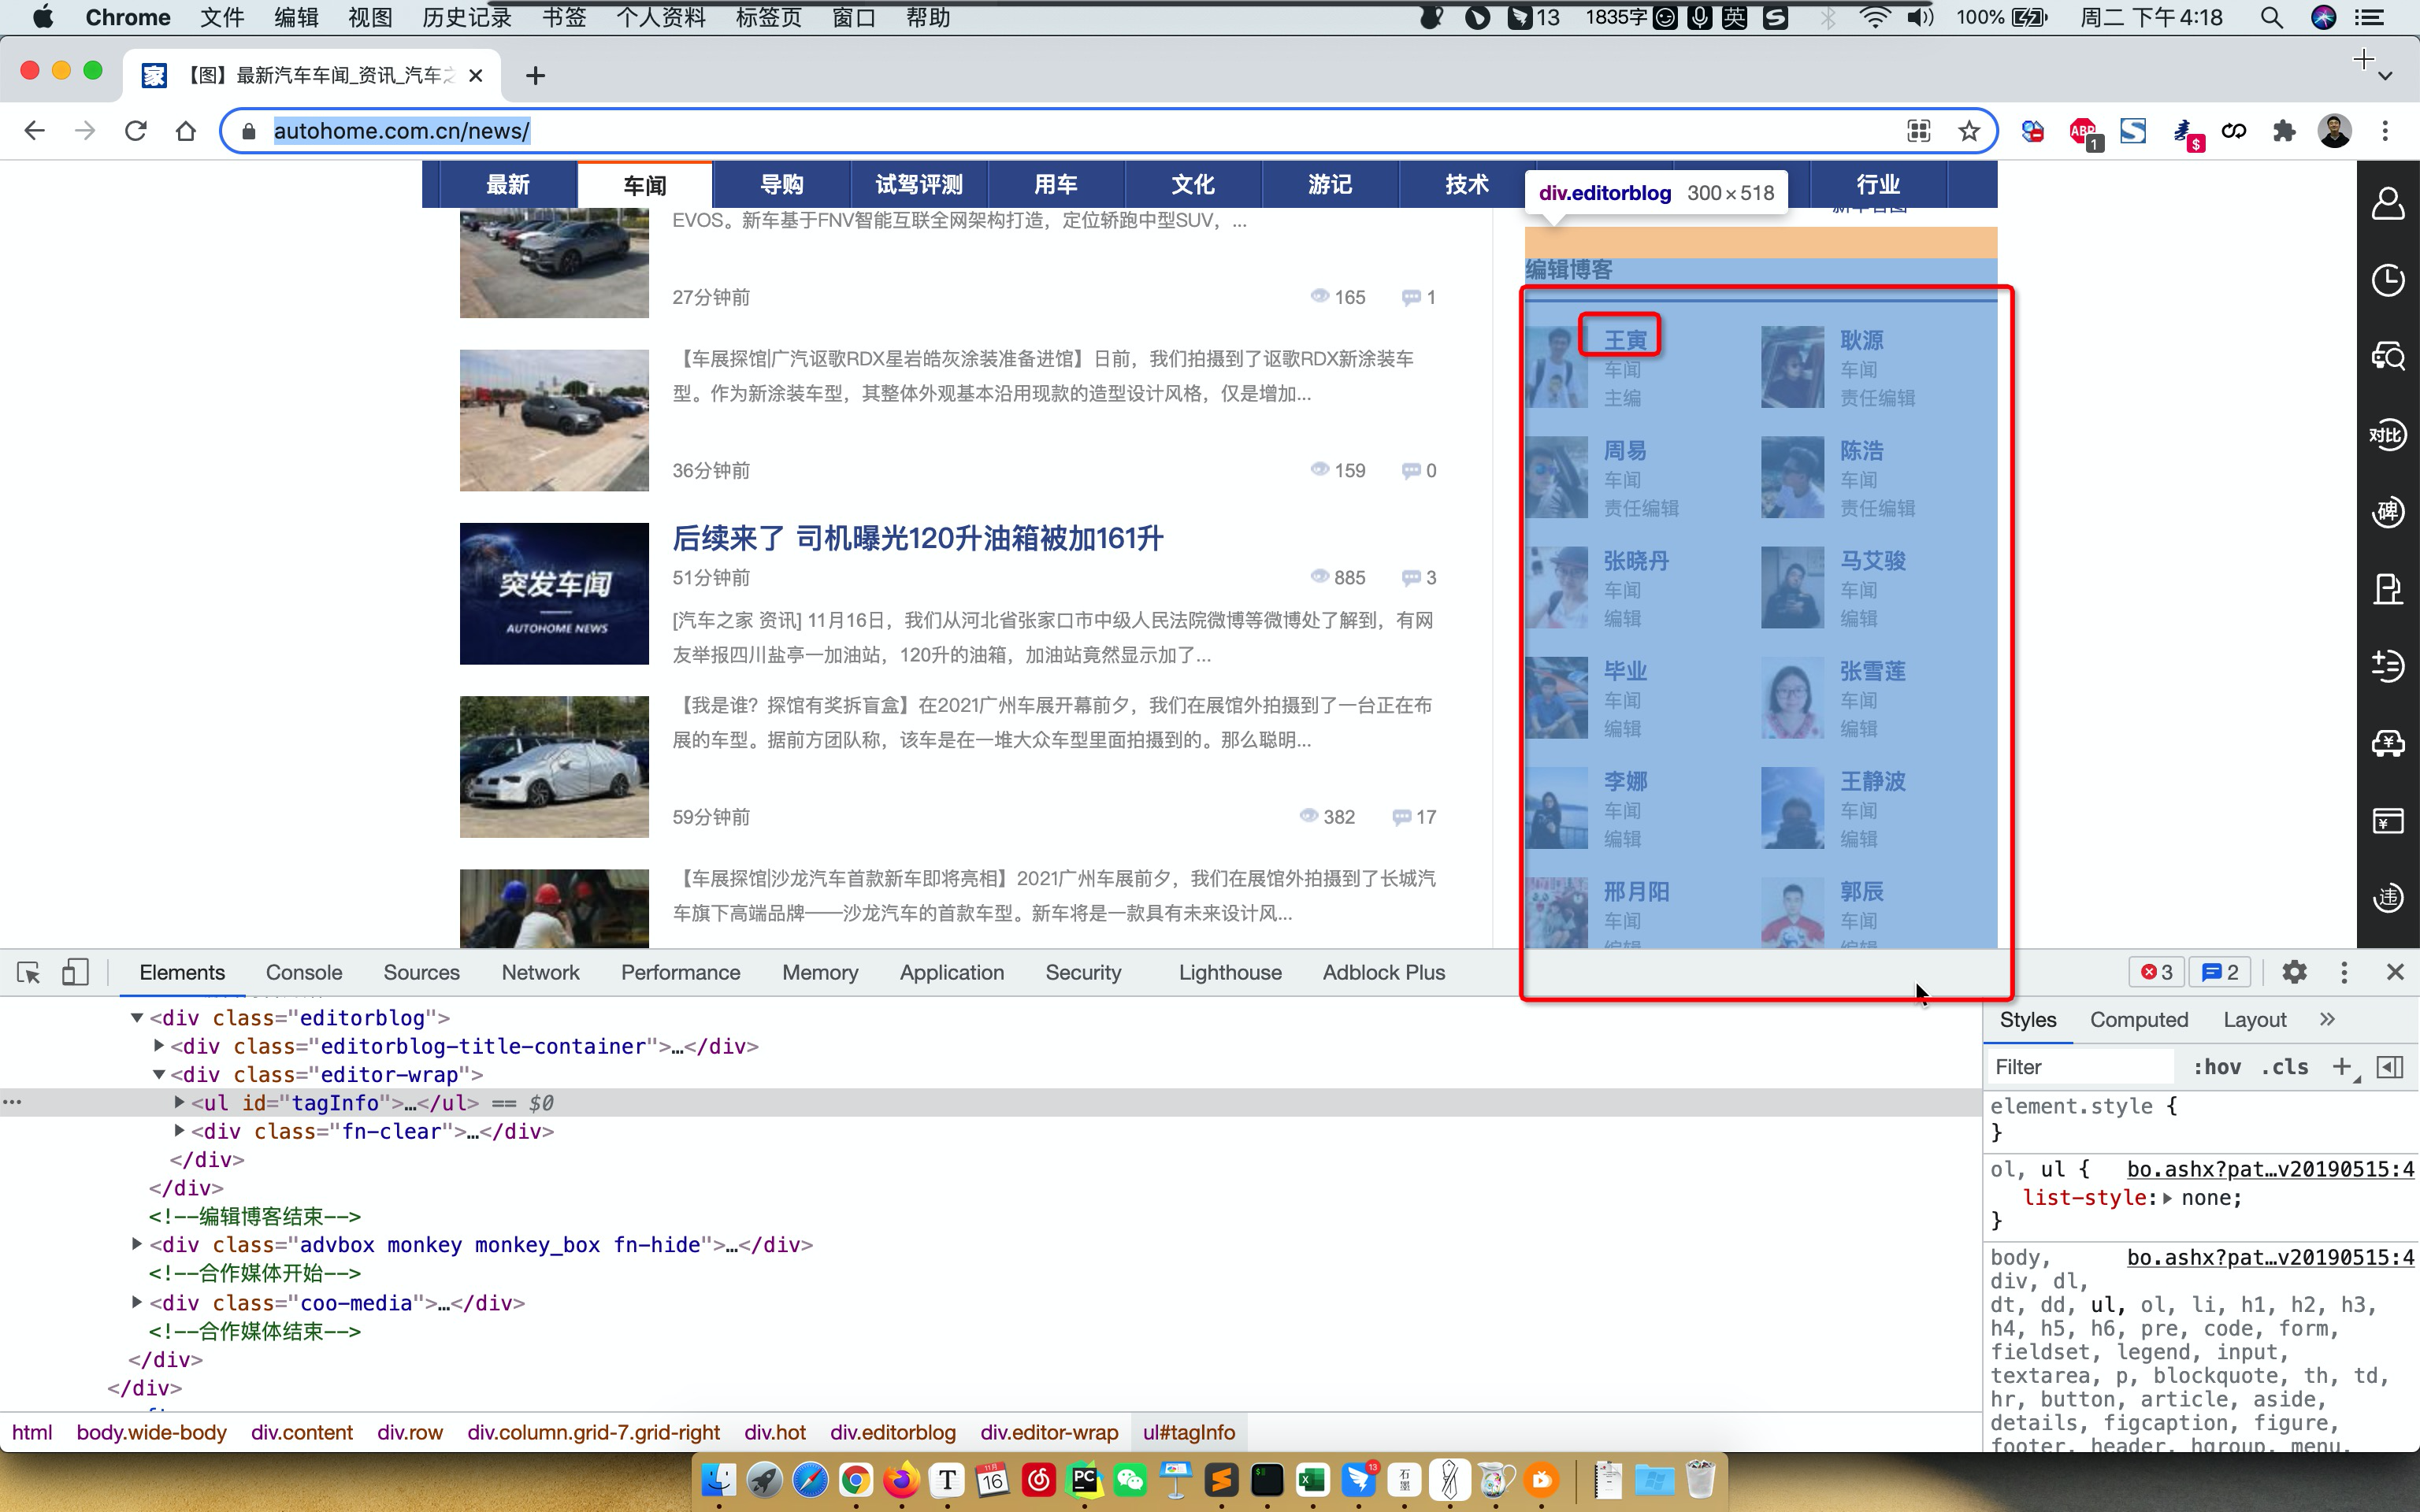 Chrome 文件 编辑 视图 历史记录 书签 个人资料 标签页 窗口 帮助 13 1835字 英 100% 周二 下午4:18
家 【图】最新汽车车闻_资讯_汽车之
autohome.com.cn/news/
ABP 1 $
最新 车闻 导购 试驾评测 用车 文化 游记 技术 行业
div.editorblog 300×518
EVOS。新车基于FNV智能互联全网架构打造，定位轿跑中型SUV，...
27分钟前 165 1
【车展探馆|广汽讴歌RDX星岩皓灰涂装准备进馆】日前，我们拍摄到了讴歌RDX新涂装车
型。作为新涂装车型，其整体外观基本沿用现款的造型设计风格，仅是增加...
36分钟前 159 0
突发车闻
AUTOHOME NEWS
后续来了 司机曝光120升油箱被加161升
51分钟前 885 3
[汽车之家 资讯] 11月16日，我们从河北省张家口市中级人民法院微博等微博处了解到，有网
友举报四川盐亭一加油站，120升的油箱，加油站竟然显示加了...
【我是谁？探馆有奖拆盲盒】在2021广州车展开幕前夕，我们在展馆外拍摄到了一台正在布
展的车型。据前方团队称，该车是在一堆大众车型里面拍摄到的。那么聪明...
59分钟前 382 17
【车展探馆|沙龙汽车首款新车即将亮相】2021广州车展前夕，我们在展馆外拍摄到了长城汽
车旗下高端品牌——沙龙汽车的首款车型。新车将是一款具有未来设计风...
编辑博客
王寅
车闻
主编
耿源
车闻
责任编辑
周易
车闻
责任编辑
陈浩
车闻
责任编辑
张晓丹
车闻
编辑
马艾骏
车闻
编辑
毕业
车闻
编辑
张雪莲
车闻
编辑
李娜
车闻
编辑
王静波
车闻
编辑
邢月阳
车闻
编辑
郭辰
车闻
编辑
对比
碑
违
Elements Console Sources Network Performance Memory Application Security Lighthouse Adblock Plus 3 2
<div class="editorblog">
<div class="editorblog-title-container">…</div>
<div class="editor-wrap">
<ul id="tagInfo">…</ul> == $0
<div class="fn-clear">…</div>
</div>
</div>
<!--编辑博客结束-->
<div class="advbox monkey monkey_box fn-hide">…</div>
<!--合作媒体开始-->
<div class="coo-media">…</div>
<!--合作媒体结束-->
</div>
</div>
html body.wide-body div.content div.row div.column.grid-7.grid-right div.hot div.editorblog div.editor-wrap ul#tagInfo
Styles Computed Layout »
Filter :hov .cls +
element.style {
}
ol, ul { bo.ashx?pat…v20190515:4
list-style: none;
}
body, bo.ashx?pat…v20190515:4
div, dl,
dt, dd, ul, ol, li, h1, h2, h3,
h4, h5, h6, pre, code, form,
fieldset, legend, input,
textarea, p, blockquote, th, td,
hr, button, article, aside,
details, figcaption, figure,
footer, header, hgroup, menu,
T 11月 16 PC 13 石墨